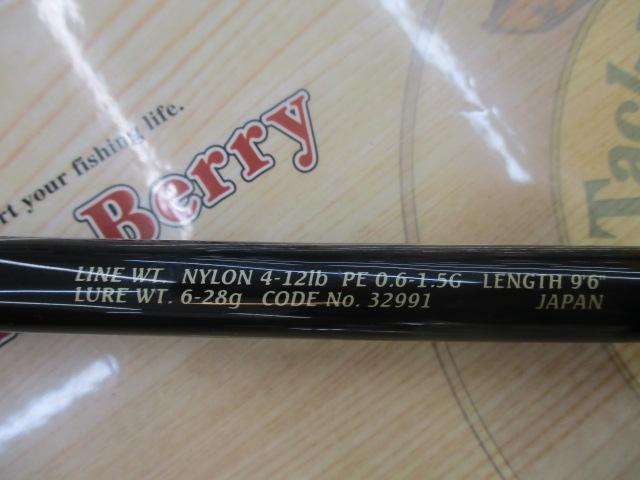 rt your fishing life.
Berry
Tack
LINE WT. NYLON 4-12lb PE 0.6-1.5G LENGTH 9'6"
LURE WT. 6-28g CODE No. 32991 JAPAN